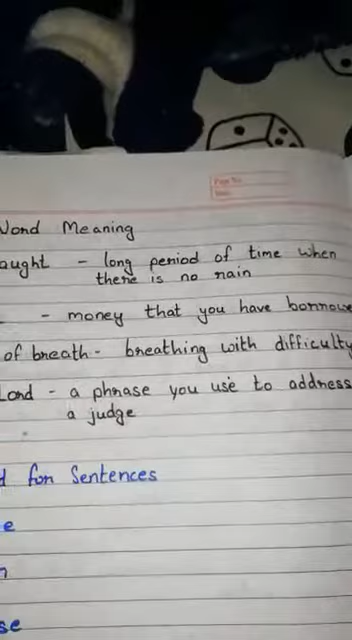 Word Meaning
aught - long period of time when
there is no rain
- money that you have borrowe
of breath - breathing with difficulty
Lord - a phrase you use to address
a judge
d for Sentences
e
n
se